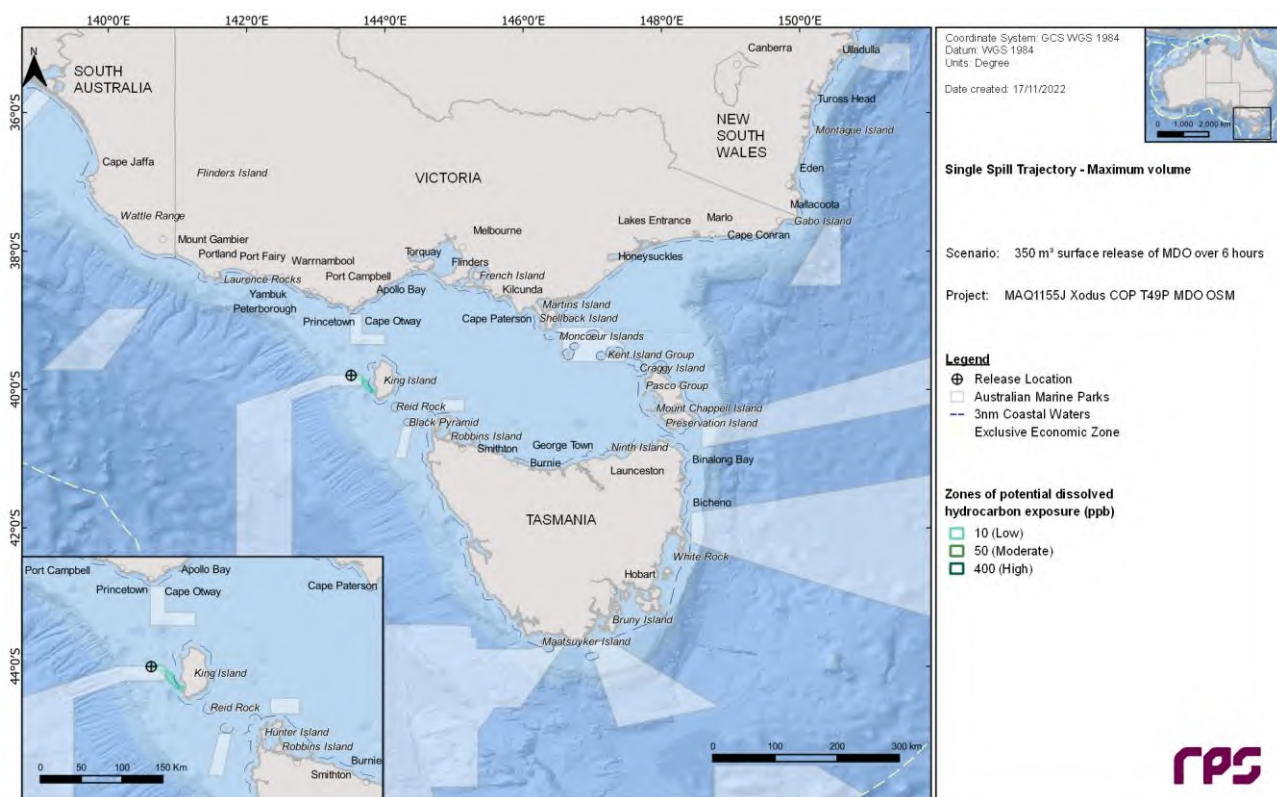 140°0'E 142°0'E 144°0'E 146°0'E 148°0'E 150°0'E
N
SOUTH
AUSTRALIA
Canberra
Ulladulla
36°0'S
NEW
SOUTH
WALES
Tuross Head
Montague Island
Cape Jaffa
Flinders Island
VICTORIA
Eden
Wattle Range
Mallacoota
Gabo Island
Lakes Entrance
Marlo
Cape Conran
Mount Gambier
Melbourne
38°0'S
Portland
Port Fairy
Warrnambool
Torquay
Flinders
French Island
Honeysuckles
Laurence Rocks
Port Campbell
Apollo Bay
Kilcunda
Yambuk
Peterborough
Martins Island
Princetown
Cape Otway
Cape Paterson
Shellback Island
Moncoeur Islands
Kent Island Group
Craggy Island
40°0'S
King Island
Pasco Group
Reid Rock
Mount Chappell Island
Black Pyramid
Preservation Island
Robbins Island
Smithton
George Town
Ninth Island
Burnie
Launceston
Binalong Bay
Bicheno
42°0'S
TASMANIA
White Rock
Hobart
Bruny Island
Maatsuyker Island
44°0'S
0 100 200 300 km
Port Campbell
Apollo Bay
Princetown
Cape Otway
Cape Paterson
King Island
Reid Rock
Hunter Island
Robbins Island
Burnie
Smithton
0 50 100 150 Km
Coordinate System: GCS WGS 1984
Datum: WGS 1984
Units: Degree
Date created: 17/11/2022
0 1,000 2,000 km
Single Spill Trajectory - Maximum volume
Scenario: 350 m³ surface release of MDO over 6 hours
Project: MAQ1155J Xodus COP T49P MDO OSM
Legend
Release Location
Australian Marine Parks
3nm Coastal Waters
Exclusive Economic Zone
Zones of potential dissolved
hydrocarbon exposure (ppb)
10 (Low)
50 (Moderate)
400 (High)
rps